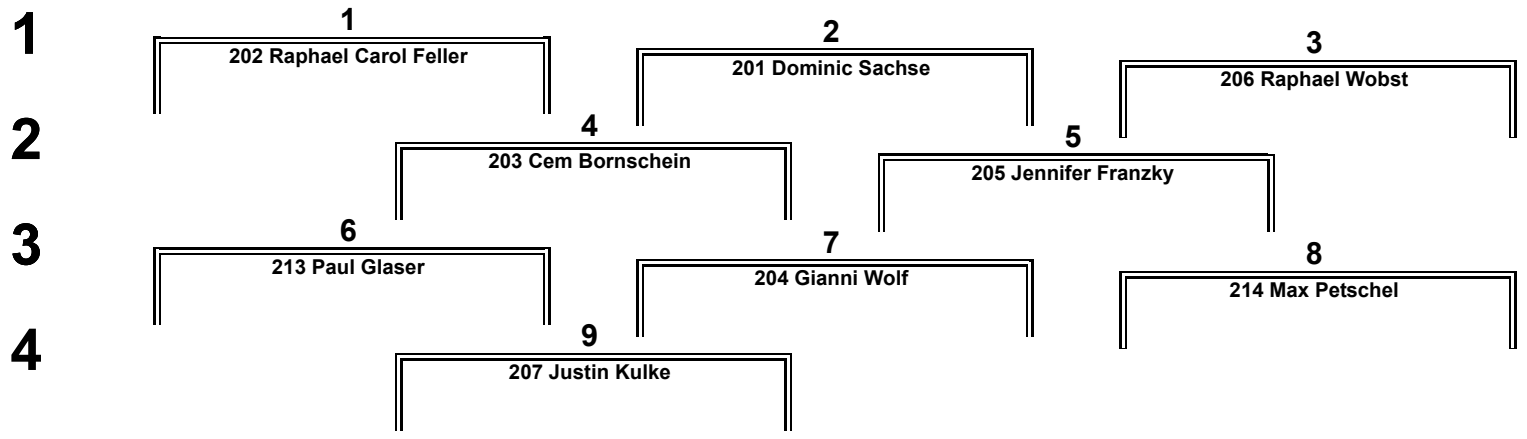 1
1
202 Raphael Carol Feller
2
201 Dominic Sachse
3
206 Raphael Wobst
2
4
203 Cem Bornschein
5
205 Jennifer Franzky
3
6
213 Paul Glaser
7
204 Gianni Wolf
8
214 Max Petschel
4
9
207 Justin Kulke